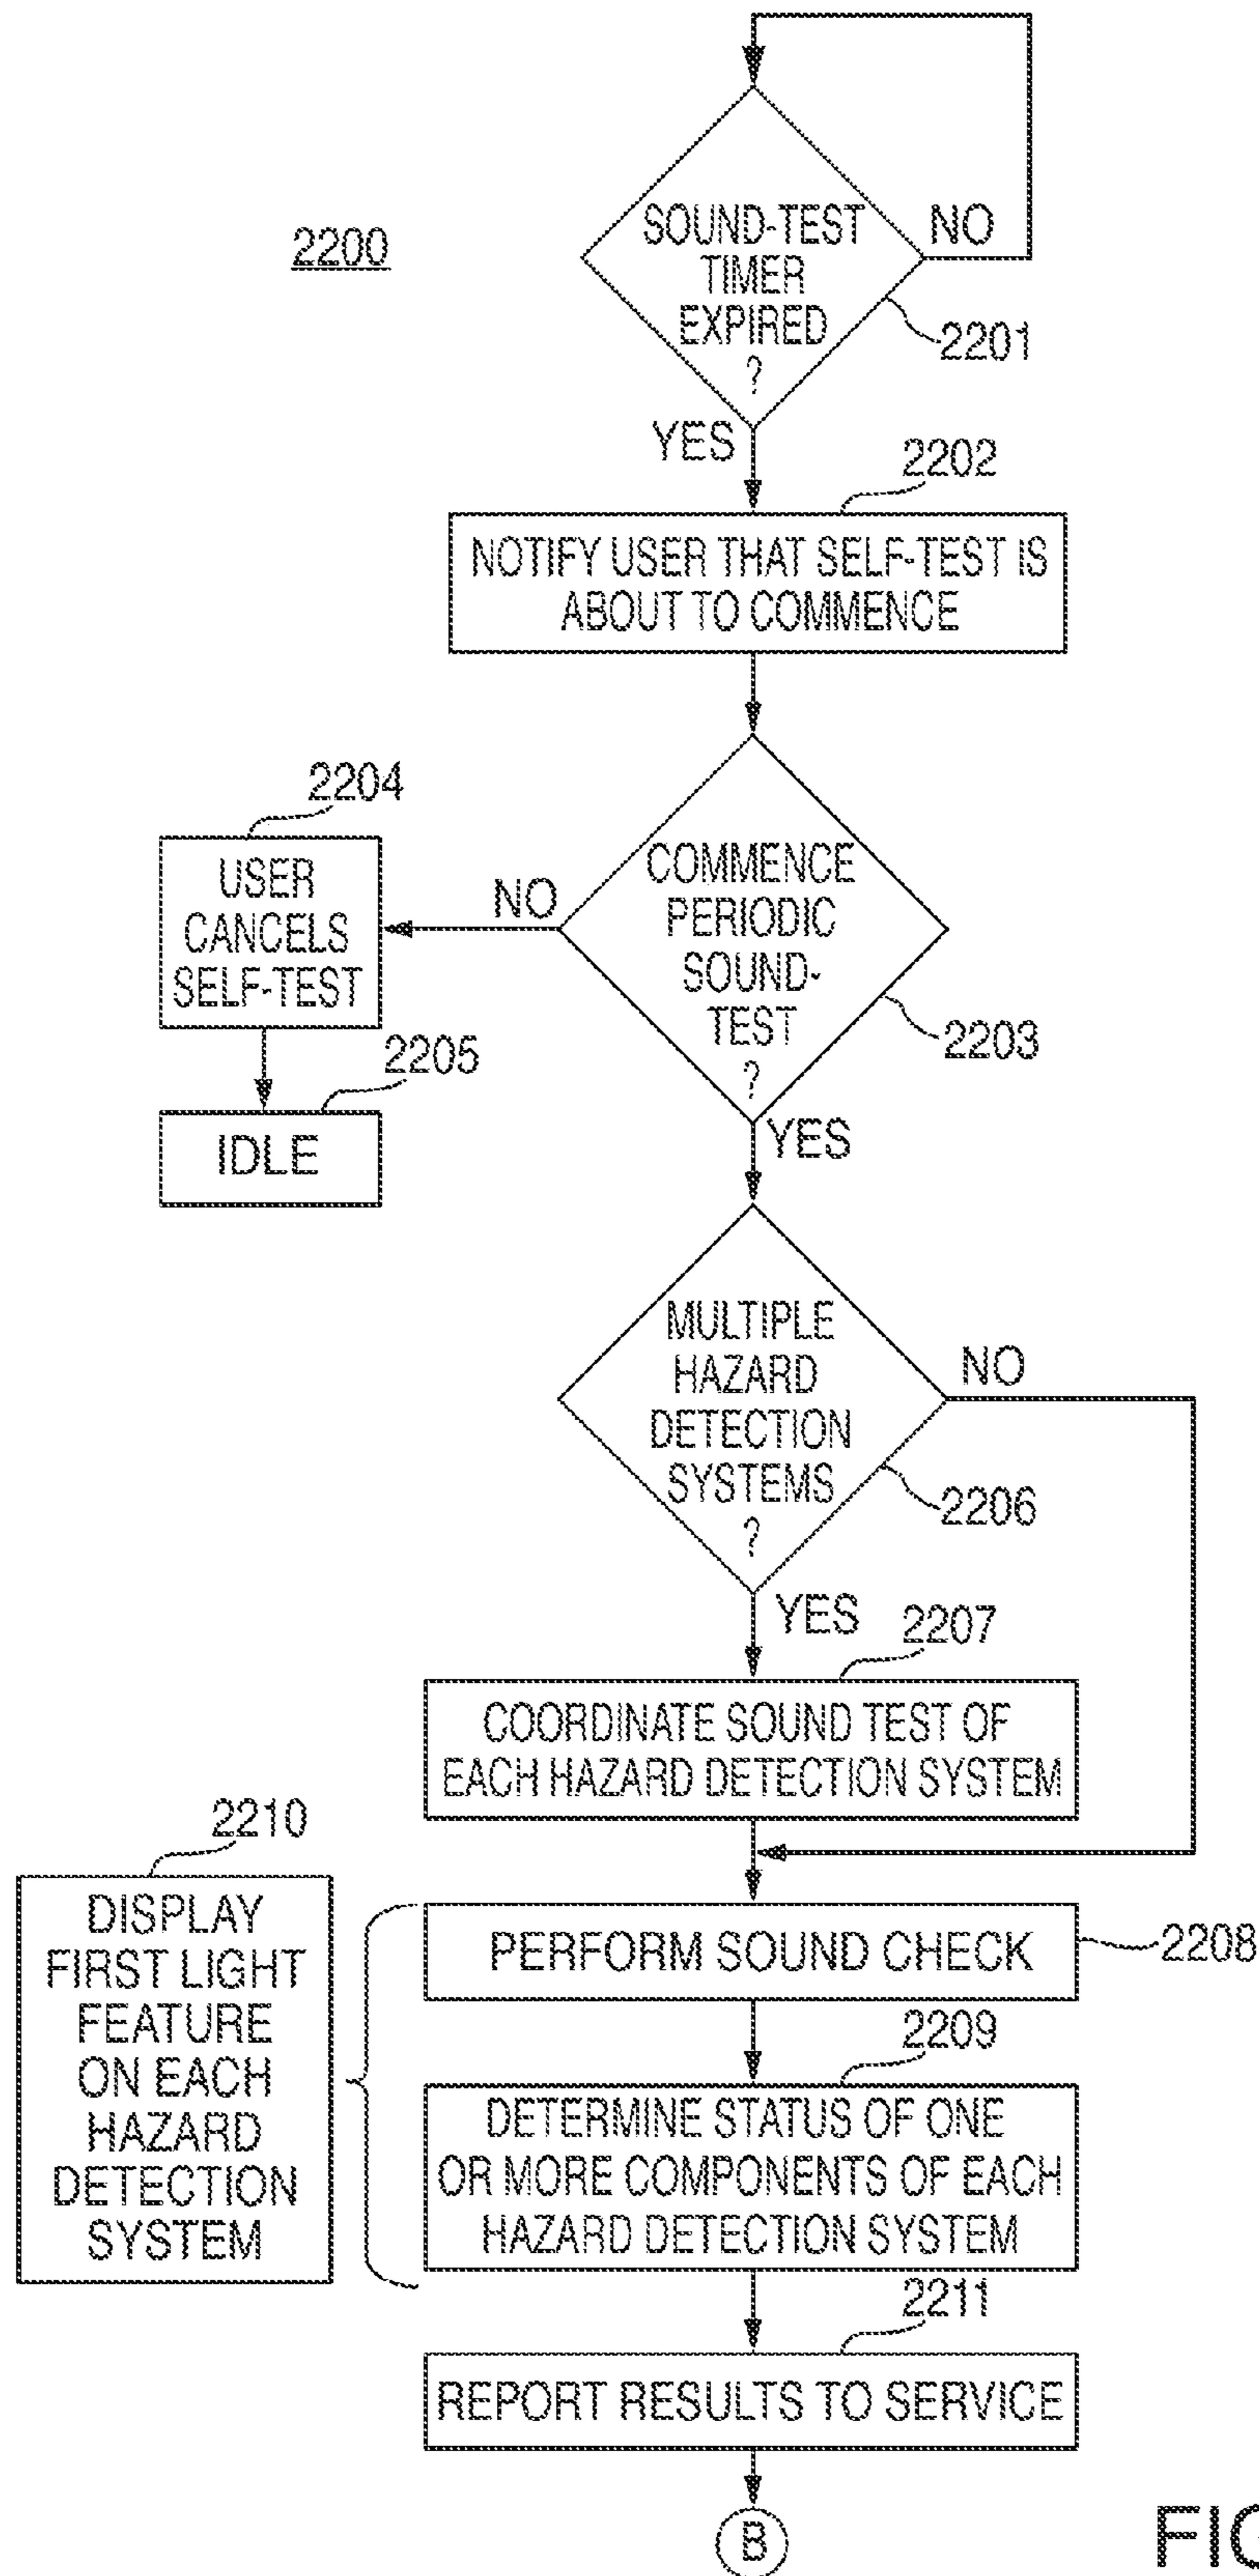 2200
SOUND-TEST
TIMER
EXPIRED
?
NO
2201
YES
2202
NOTIFY USER THAT SELF-TEST IS
ABOUT TO COMMENCE
2204
USER
CANCELS
SELF-TEST
NO
COMMENCE
PERIODIC
SOUND-
TEST
?
2203
2205
IDLE
YES
MULTIPLE
HAZARD
DETECTION
SYSTEMS
?
NO
2206
YES
2207
COORDINATE SOUND TEST OF
EACH HAZARD DETECTION SYSTEM
2210
DISPLAY
FIRST LIGHT
FEATURE
ON EACH
HAZARD
DETECTION
SYSTEM
PERFORM SOUND CHECK
2208
2209
DETERMINE STATUS OF ONE
OR MORE COMPONENTS OF EACH
HAZARD DETECTION SYSTEM
2211
REPORT RESULTS TO SERVICE
B